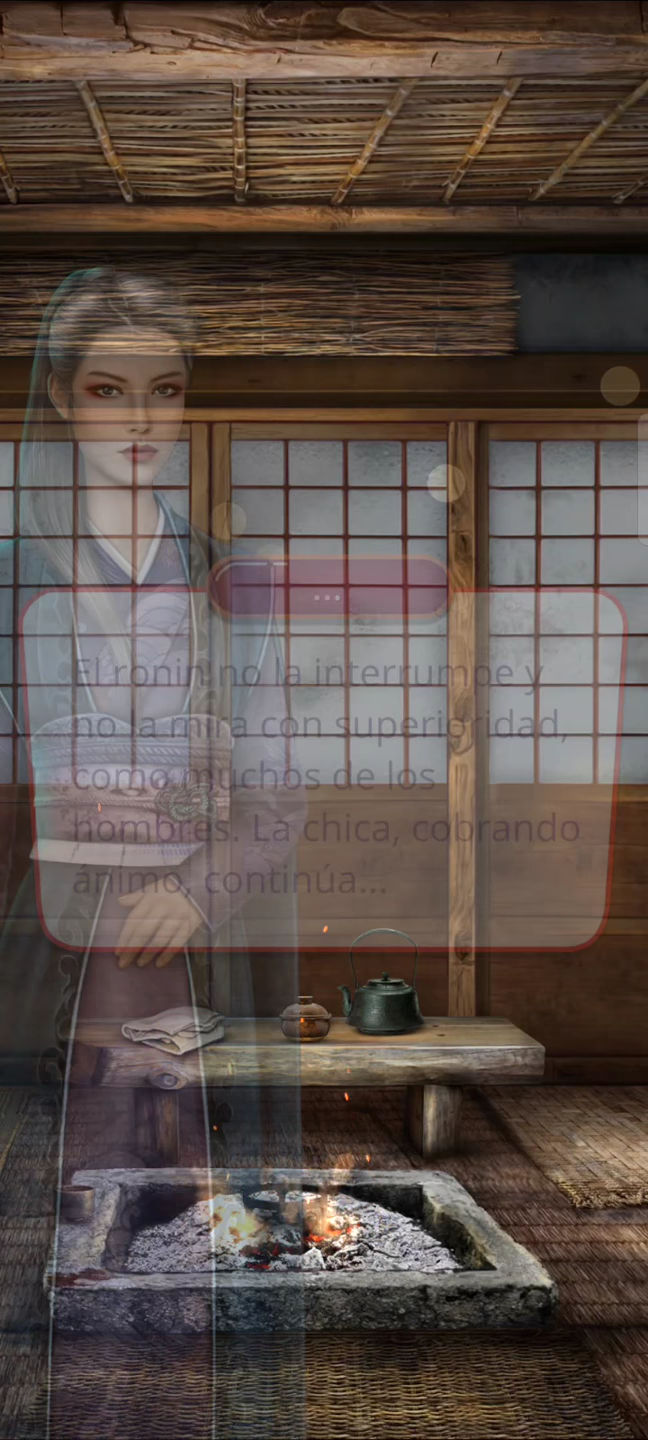 ...
El ronin no la interrumpe y
no la mira con superioridad,
como muchos de los
hombres. La chica, cobrando
ánimo, continúa...